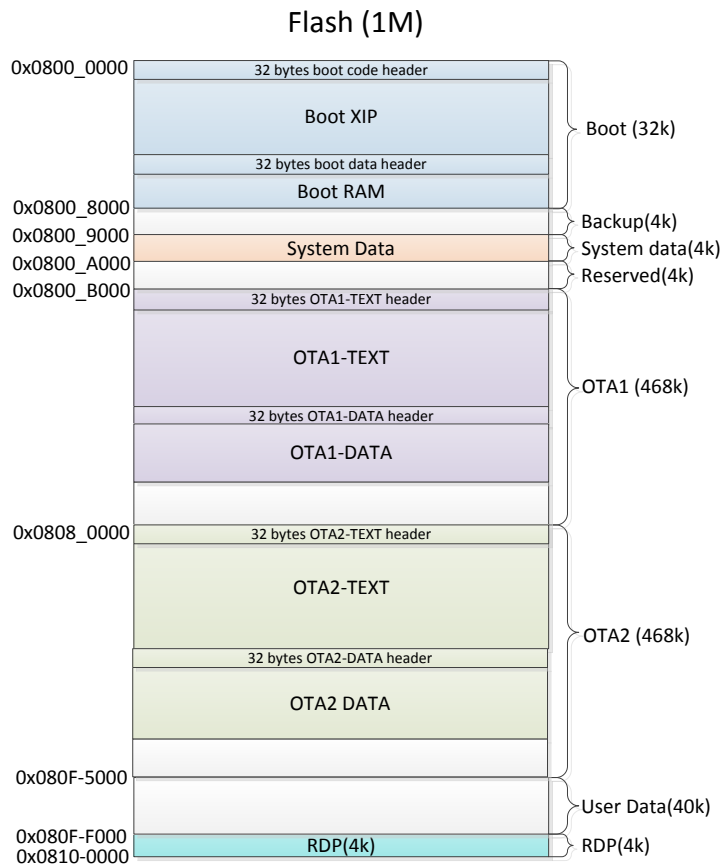 Flash (1M)
0x0800_0000
32 bytes boot code header
Boot XIP
Boot (32k)
32 bytes boot data header
Boot RAM
0x0800_8000
Backup(4k)
0x0800_9000
System Data
System data(4k)
0x0800_A000
Reserved(4k)
0x0800_B000
32 bytes OTA1-TEXT header
OTA1-TEXT
OTA1 (468k)
32 bytes OTA1-DATA header
OTA1-DATA
0x0808_0000
32 bytes OTA2-TEXT header
OTA2-TEXT
OTA2 (468k)
32 bytes OTA2-DATA header
OTA2 DATA
0x080F-5000
User Data(40k)
0x080F-F000
RDP(4k)
RDP(4k)
0x0810-0000